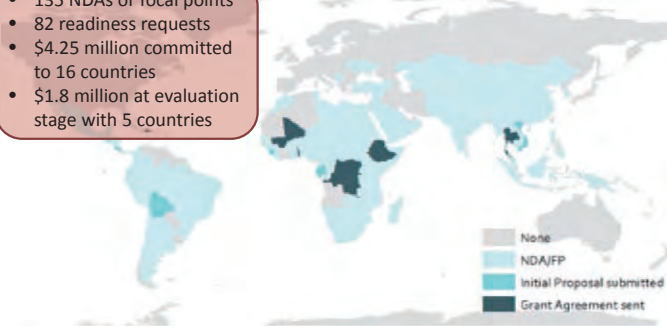 • 135 NDAs or focal points
• 82 readiness requests
• $4.25 million committed
to 16 countries
• $1.8 million at evaluation
stage with 5 countries
None
NDA/FP
Initial Proposal submitted
Grant Agreement sent